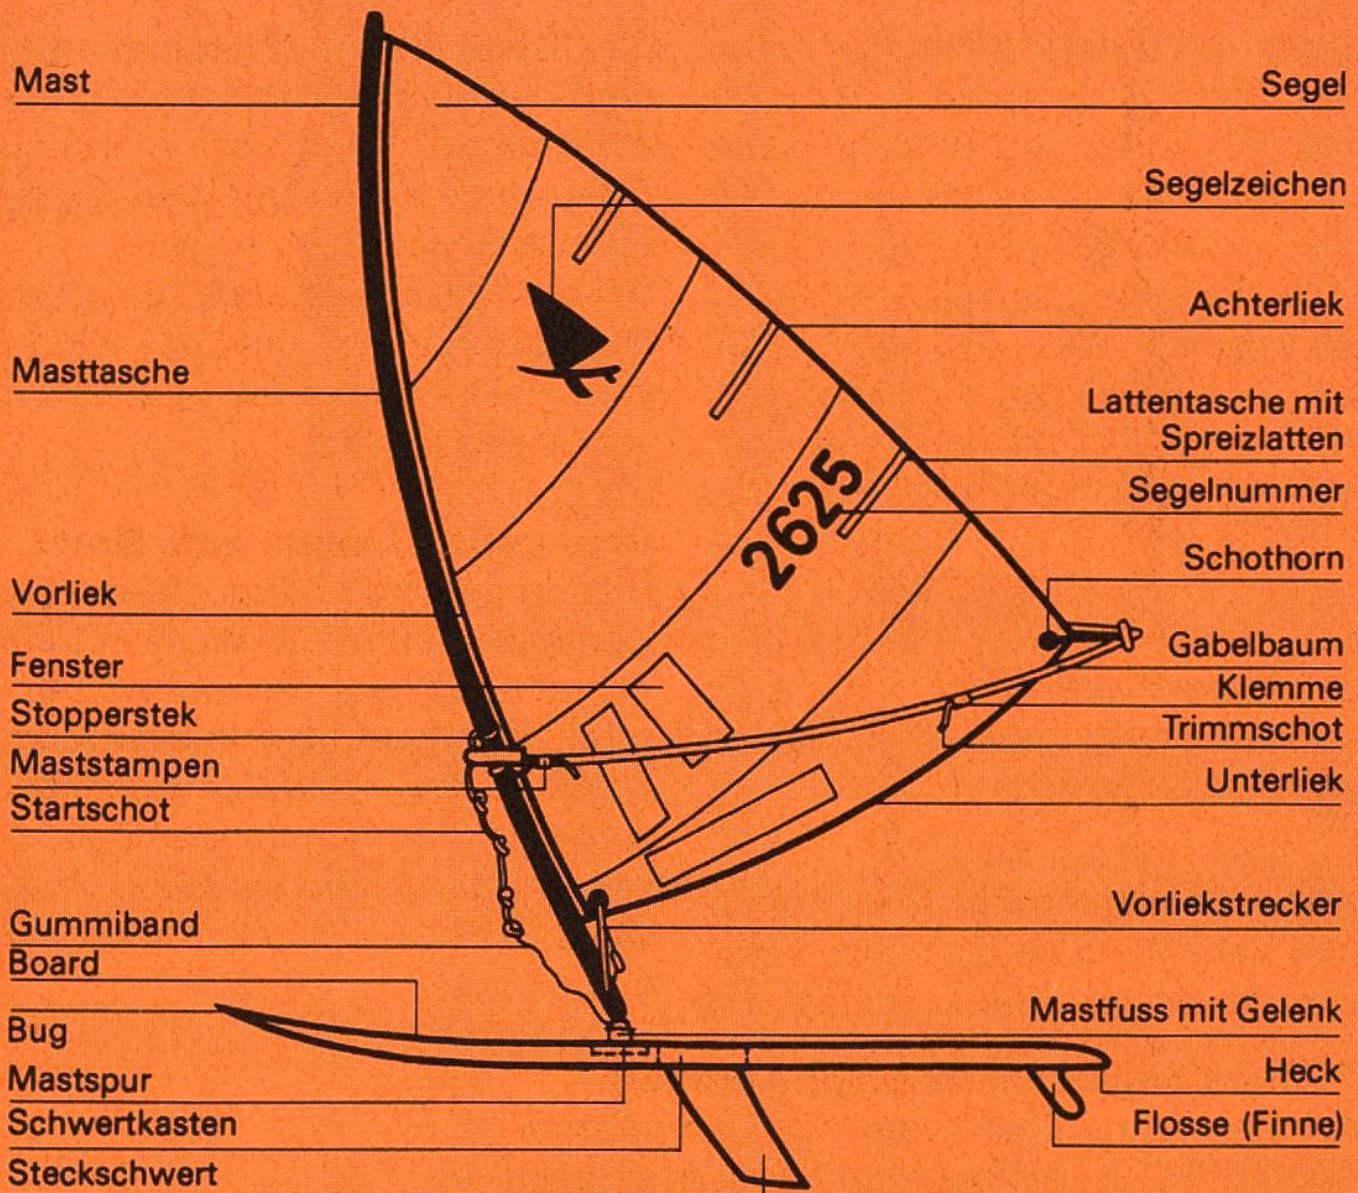 Mast
Masttasche
Vorliek
Fenster
Stopperstek
Maststampen
Startschot
Gummiband
Board
Bug
Mastspur
Schwertkasten
Steckschwert
Segel
Segelzeichen
Achterliek
Lattentasche mit
Spreizlatten
Segelnummer
Schothorn
Gabelbaum
Klemme
Trimmschot
Unterliek
Vorliekstrecker
Mastfuss mit Gelenk
Heck
Flosse (Finne)
2625